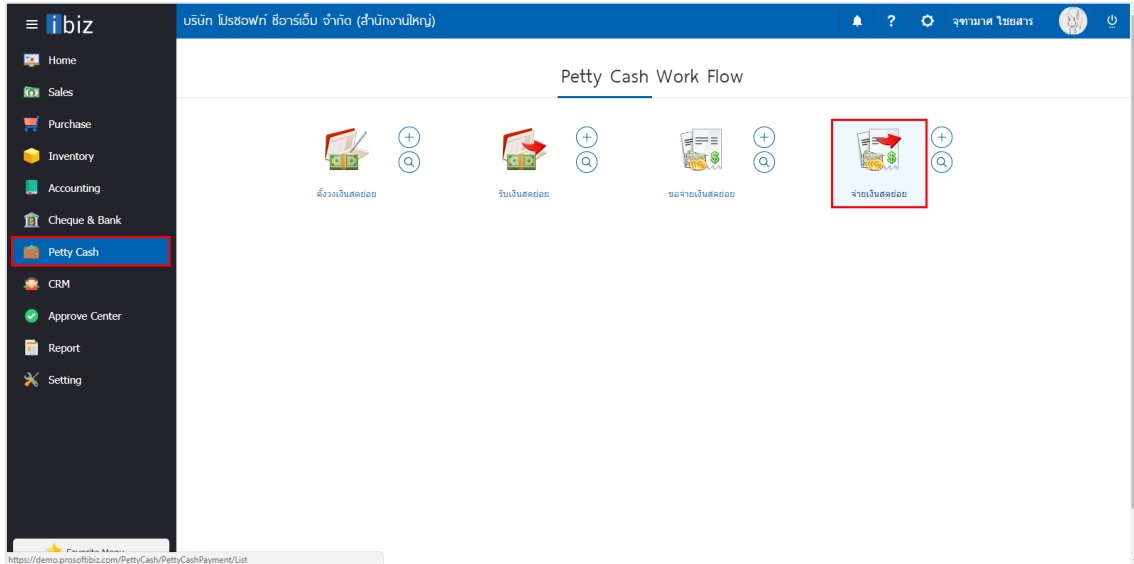 ≡ ibiz
บริษัท โปรซอฟท์ ซีอาร์เอ็ม จำกัด (สำนักงานใหญ่)
? จุฑามาศ ไชยสาร
Home
Sales
Purchase
Inventory
Accounting
Cheque & Bank
Petty Cash
CRM
Approve Center
Report
Setting
Petty Cash Work Flow
ตั้งวงเงินสดย่อย
รับเงินสดย่อย
ขอจ่ายเงินสดย่อย
จ่ายเงินสดย่อย
Favorite Menu
https://demo.prosoftibiz.com/PettyCash/PettyCashPayment/List